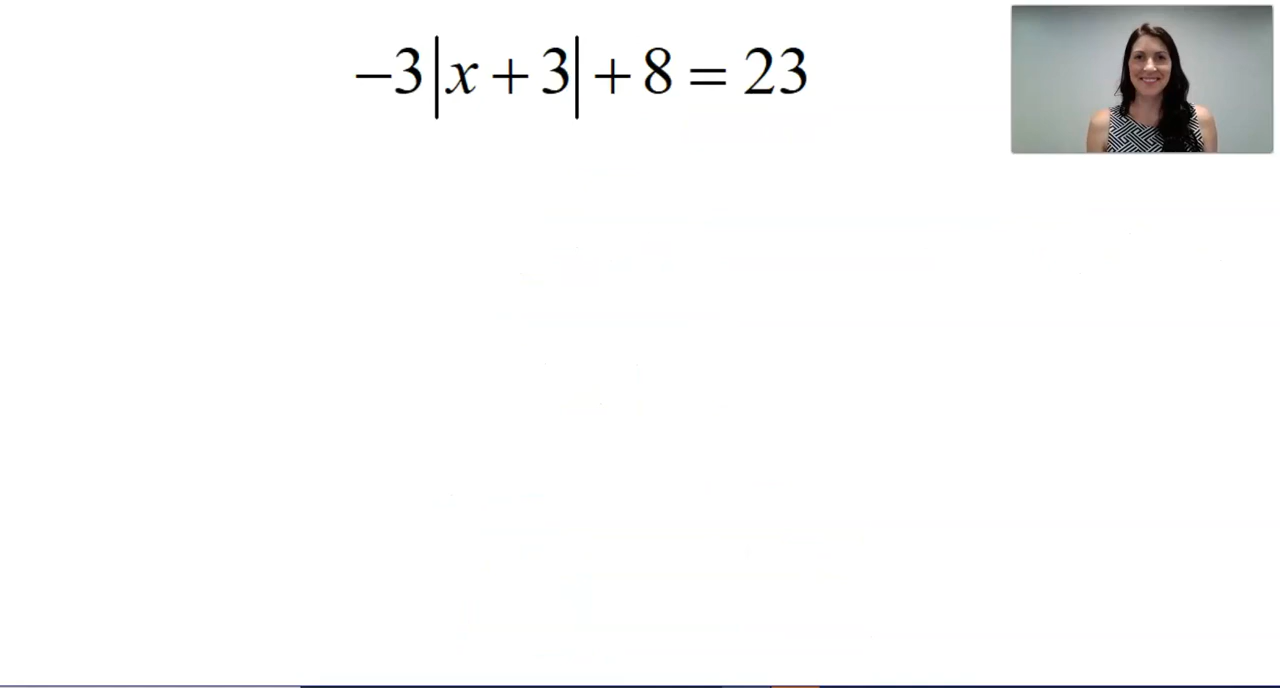 −3|x + 3| + 8 = 23